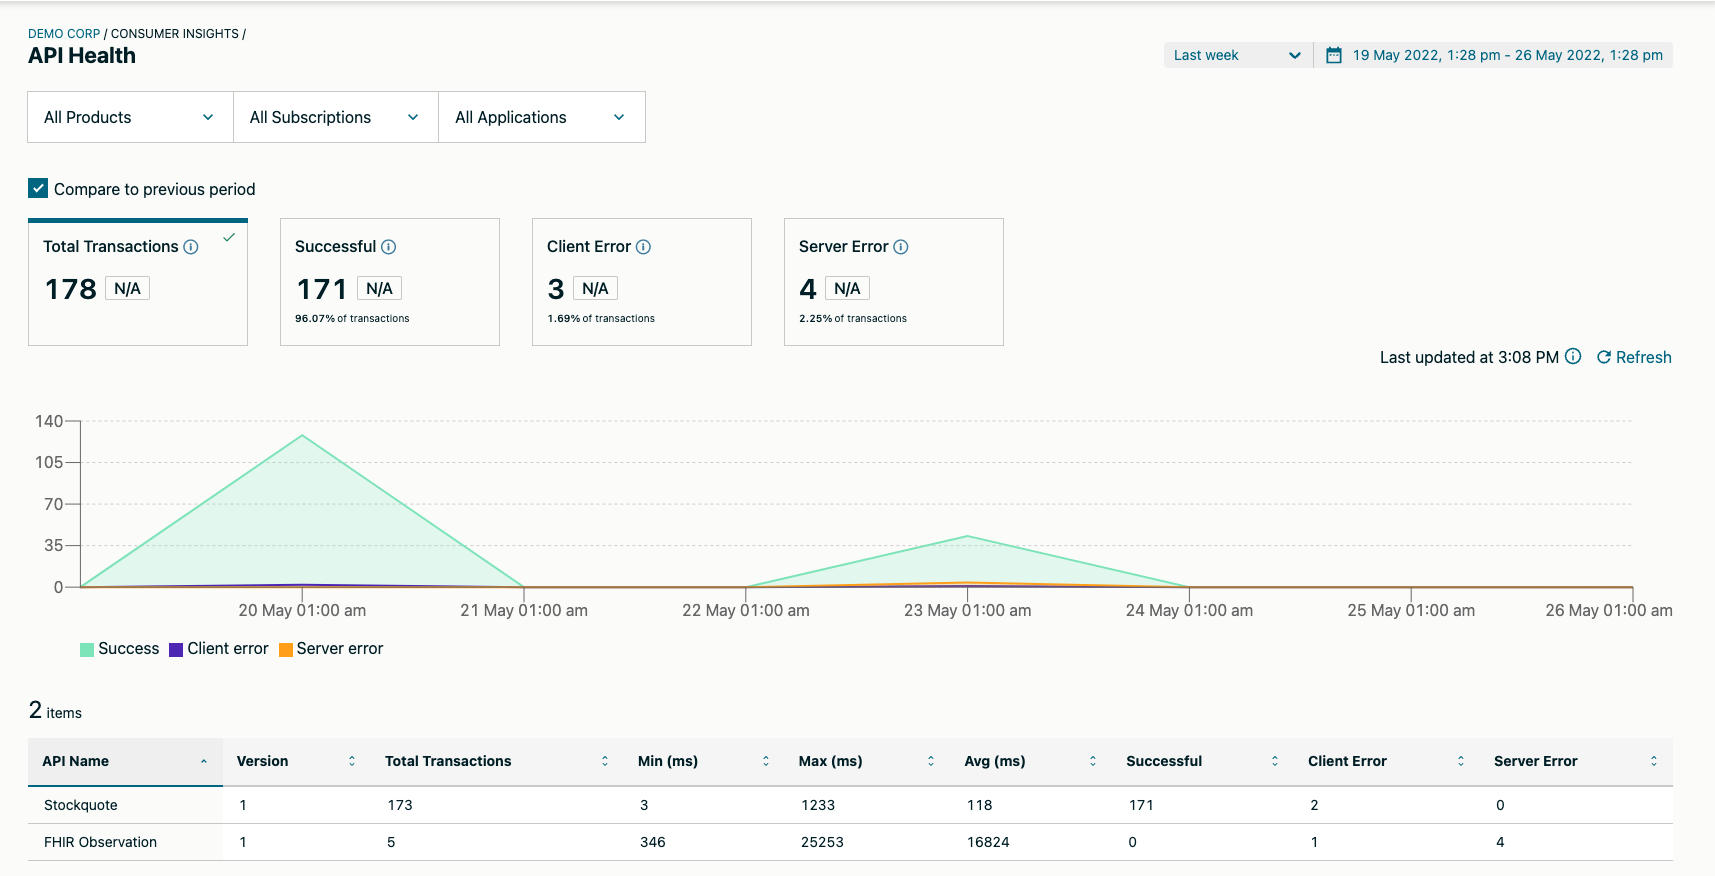 DEMO CORP / CONSUMER INSIGHTS /
API Health
Last week
19 May 2022, 1:28 pm - 26 May 2022, 1:28 pm
All Products
All Subscriptions
All Applications
Compare to previous period
Total Transactions
178 N/A
Successful
171 N/A
96.07% of transactions
Client Error
3 N/A
1.69% of transactions
Server Error
4 N/A
2.25% of transactions
Last updated at 3:08 PM
Refresh
140
105
70
35
0
20 May 01:00 am
21 May 01:00 am
22 May 01:00 am
23 May 01:00 am
24 May 01:00 am
25 May 01:00 am
26 May 01:00 am
Success
Client error
Server error
2 items
API Name Version Total Transactions Min (ms) Max (ms) Avg (ms) Successful Client Error Server Error
Stockquote 1 173 3 1233 118 171 2 0
FHIR Observation 1 5 346 25253 16824 0 1 4